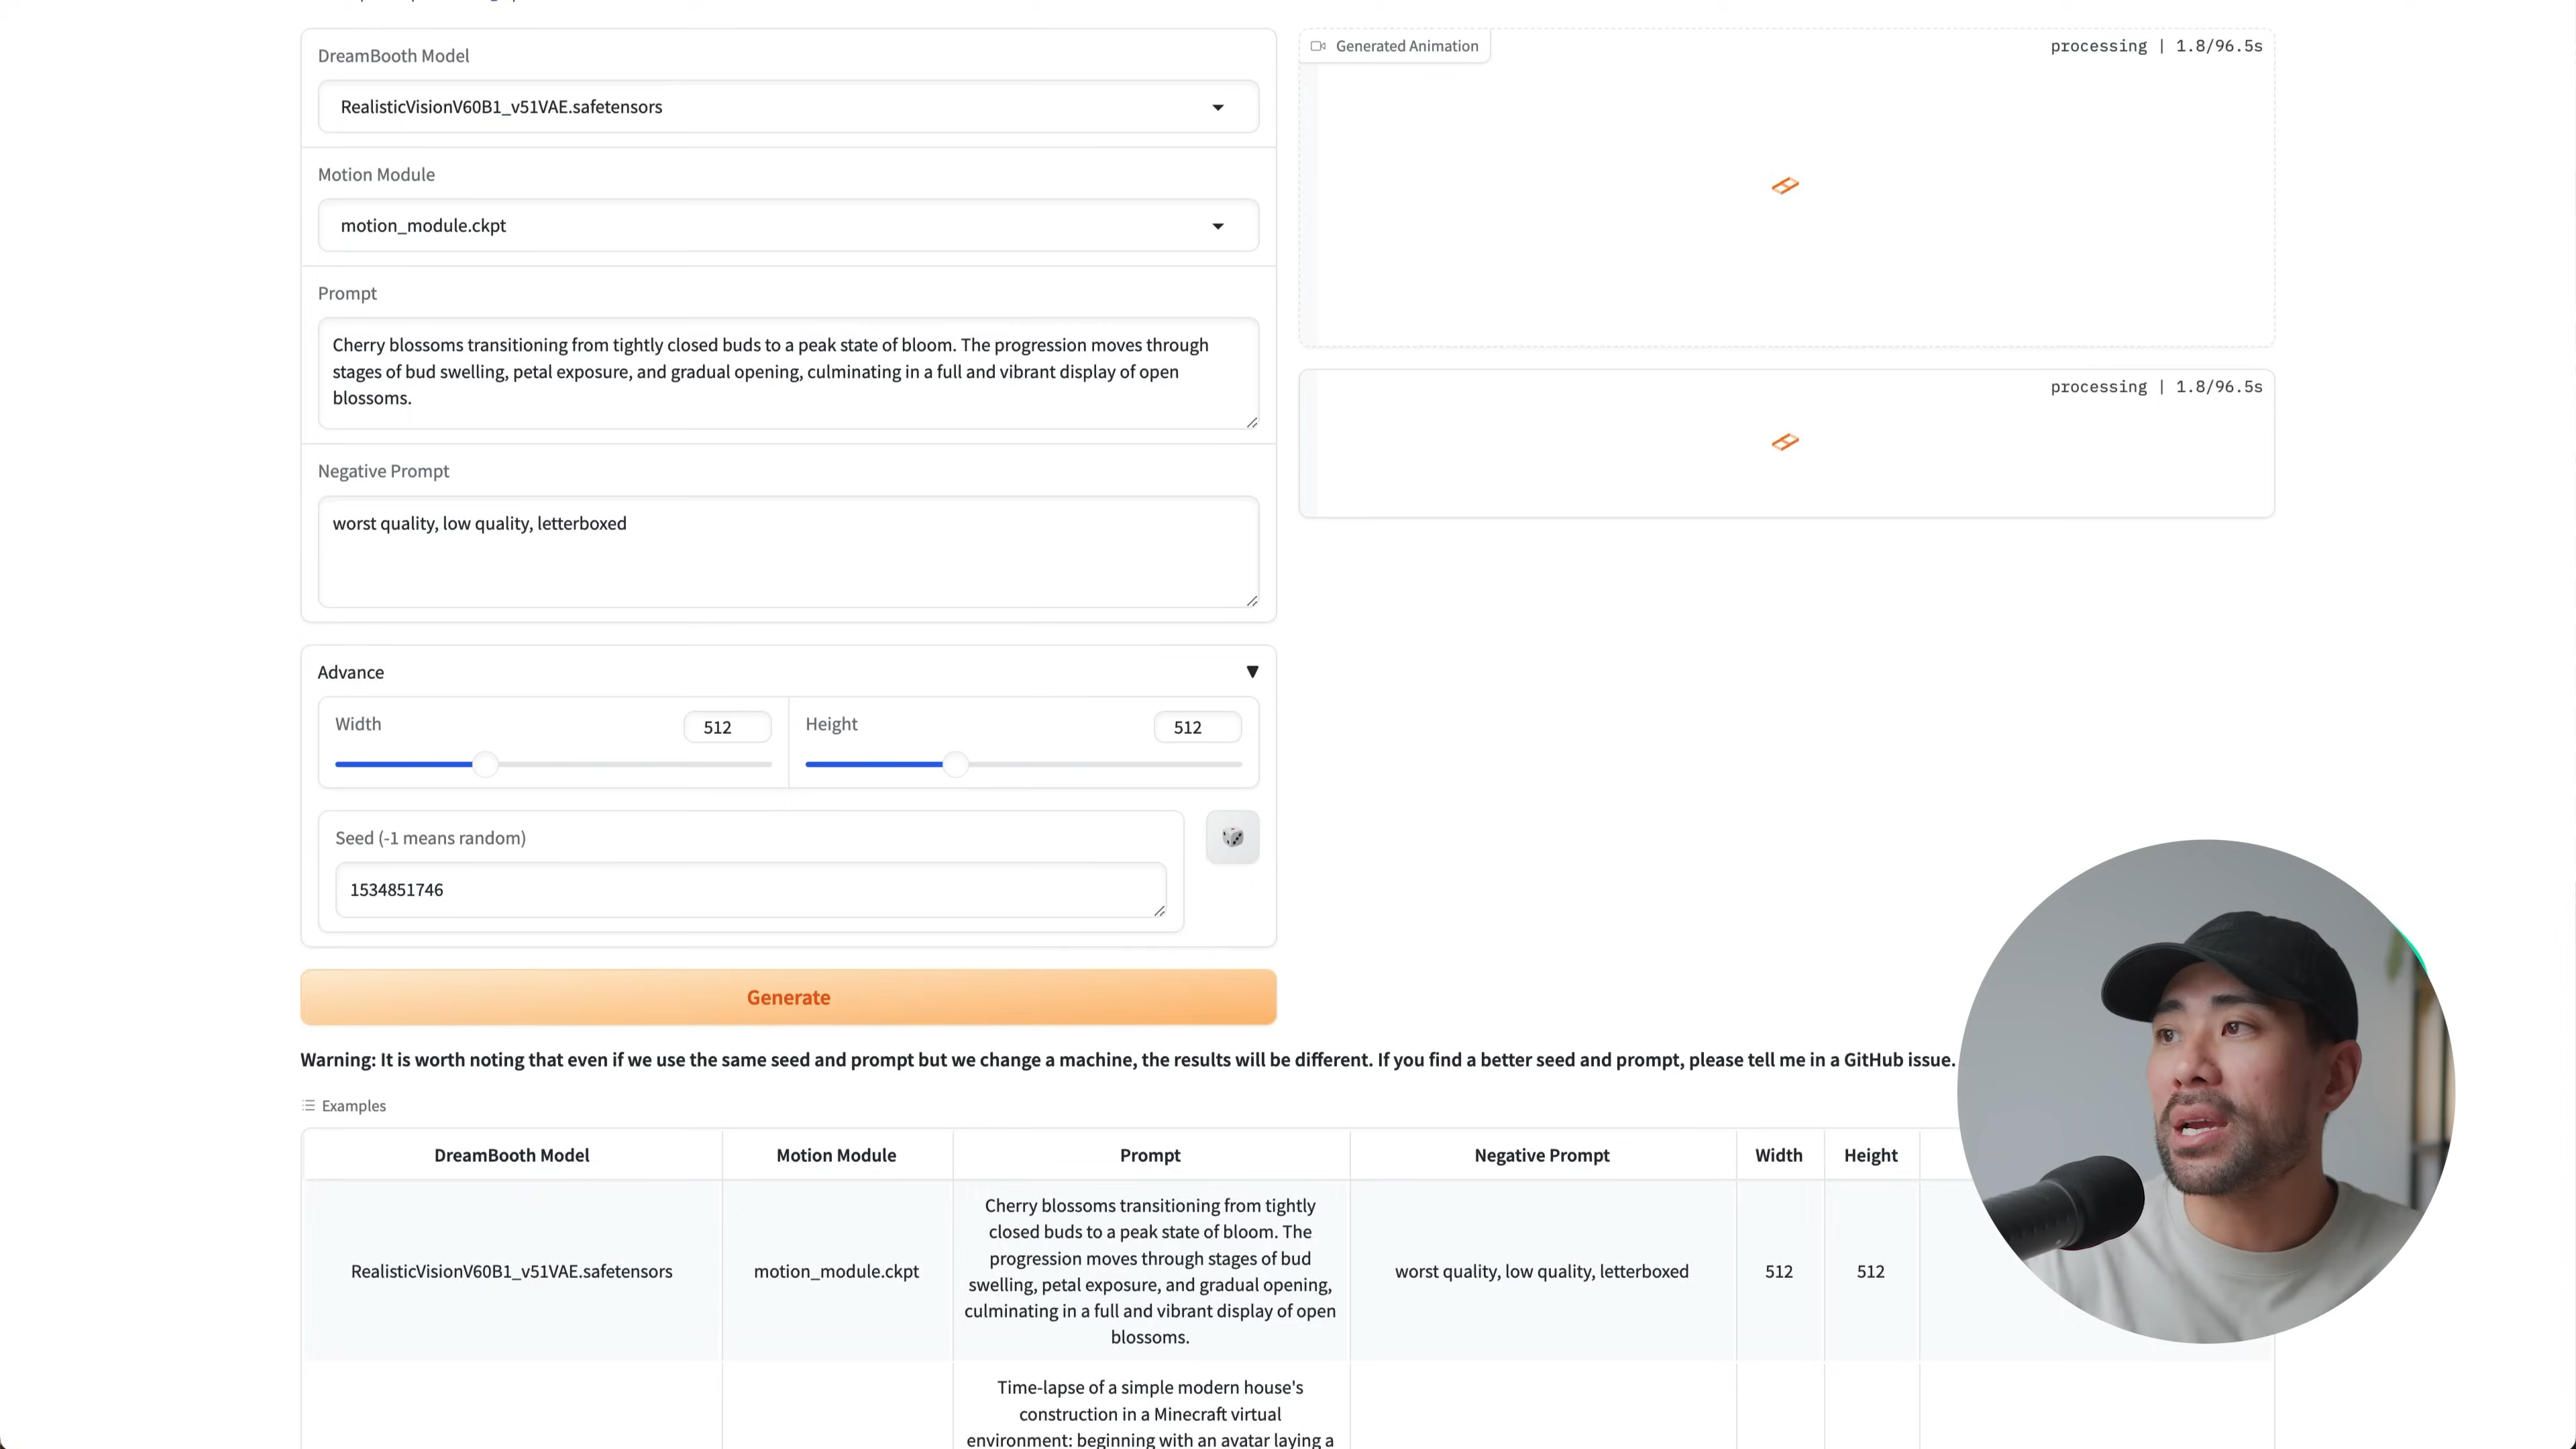 DreamBooth Model
RealisticVisionV60B1_v51VAE.safetensors
Motion Module
motion_module.ckpt
Prompt
Cherry blossoms transitioning from tightly closed buds to a peak state of bloom. The progression moves through
stages of bud swelling, petal exposure, and gradual opening, culminating in a full and vibrant display of open
blossoms.
Negative Prompt
worst quality, low quality, letterboxed
Advance
Width
512
Height
512
Seed (-1 means random)
1534851746
Generate
Generated Animation
processing | 1.8/96.5s
processing | 1.8/96.5s
Warning: It is worth noting that even if we use the same seed and prompt but we change a machine, the results will be different. If you find a better seed and prompt, please tell me in a GitHub issue.
Examples
DreamBooth Model
Motion Module
Prompt
Negative Prompt
Width
Height
RealisticVisionV60B1_v51VAE.safetensors
motion_module.ckpt
Cherry blossoms transitioning from tightly
closed buds to a peak state of bloom. The
progression moves through stages of bud
swelling, petal exposure, and gradual opening,
culminating in a full and vibrant display of open
blossoms.
worst quality, low quality, letterboxed
512
512
Time-lapse of a simple modern house's
construction in a Minecraft virtual
environment: beginning with an avatar laying a